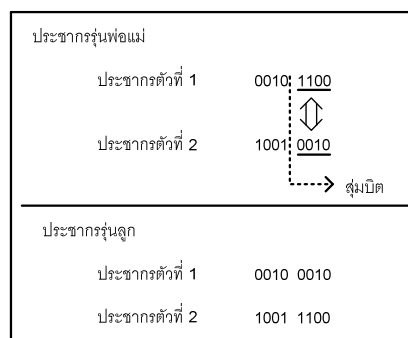 ประชากรรุ่นพ่อแม่
ประชากรตัวที่ 1 0010 1100
ประชากรตัวที่ 2 1001 0010
สุ่มบิต
ประชากรรุ่นลูก
ประชากรตัวที่ 1 0010 0010
ประชากรตัวที่ 2 1001 1100